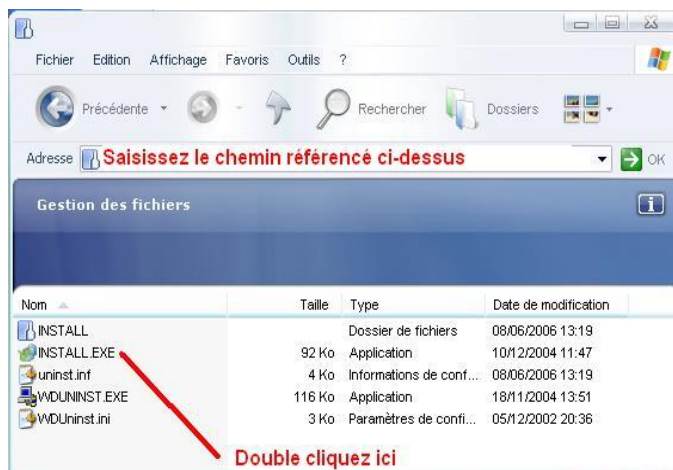 Fichier Edition Affichage Favoris Outils ?
Précédente Rechercher Dossiers
Adresse Saisissez le chemin référencé ci-dessus OK
Gestion des fichiers
Nom Taille Type Date de modification
INSTALL Dossier de fichiers 08/06/2006 13:19
INSTALL.EXE 92 Ko Application 10/12/2004 11:47
uninst.inf 4 Ko Informations de conf... 08/06/2006 13:19
WDUNINST.EXE 116 Ko Application 18/11/2004 13:51
WDUninst.ini 3 Ko Paramètres de confi... 05/12/2002 20:36
Double cliquez ici